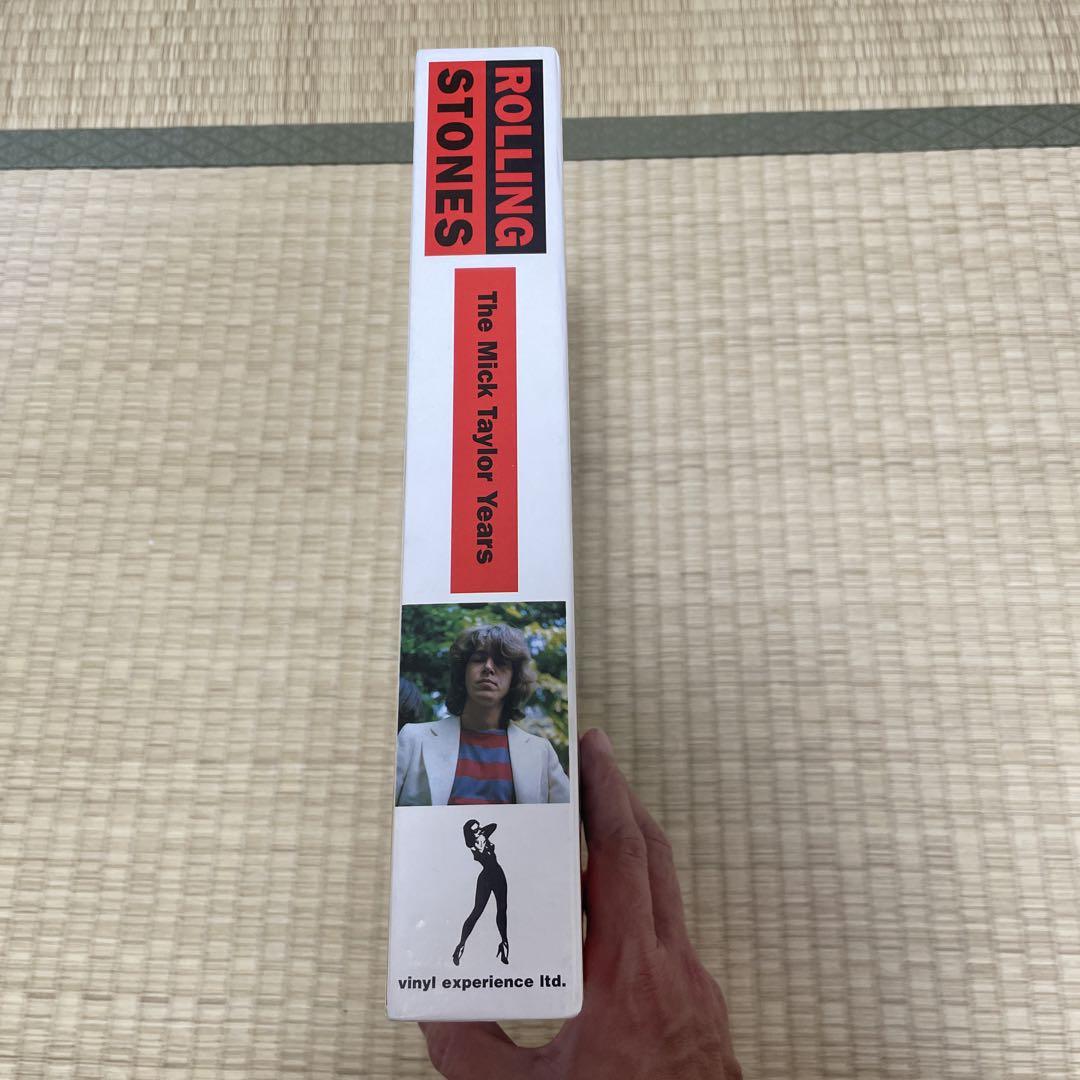 ROLLING
STONES
The Mick Taylor Years
vinyl experience ltd.